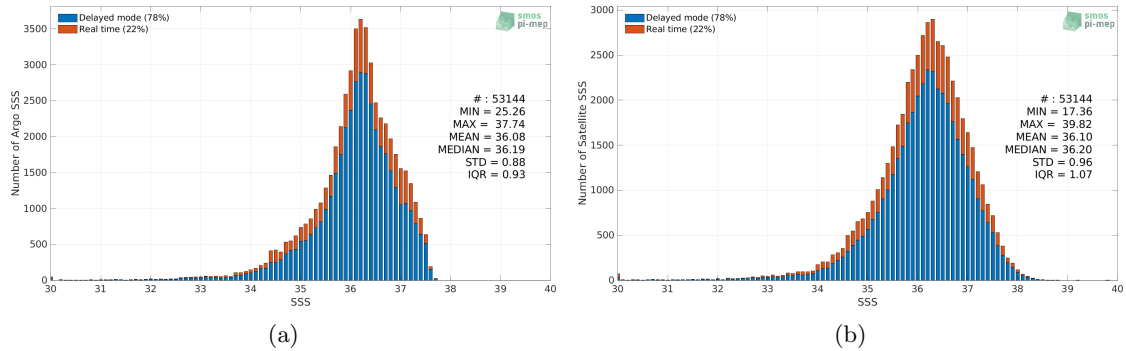 Delayed mode (78%)
Real time (22%)
smos
pi-mep
3500
3000
2500
2000
1500
1000
500
0
Number of Argo SSS
# : 53144
MIN = 25.26
MAX = 37.74
MEAN = 36.08
MEDIAN = 36.19
STD = 0.88
IQR = 0.93
30 31 32 33 34 35 36 37 38 39 40
SSS
(a)
Delayed mode (78%)
Real time (22%)
smos
pi-mep
3000
2500
2000
1500
1000
500
0
Number of Satellite SSS
# : 53144
MIN = 17.36
MAX = 39.82
MEAN = 36.10
MEDIAN = 36.20
STD = 0.96
IQR = 1.07
30 31 32 33 34 35 36 37 38 39 40
SSS
(b)